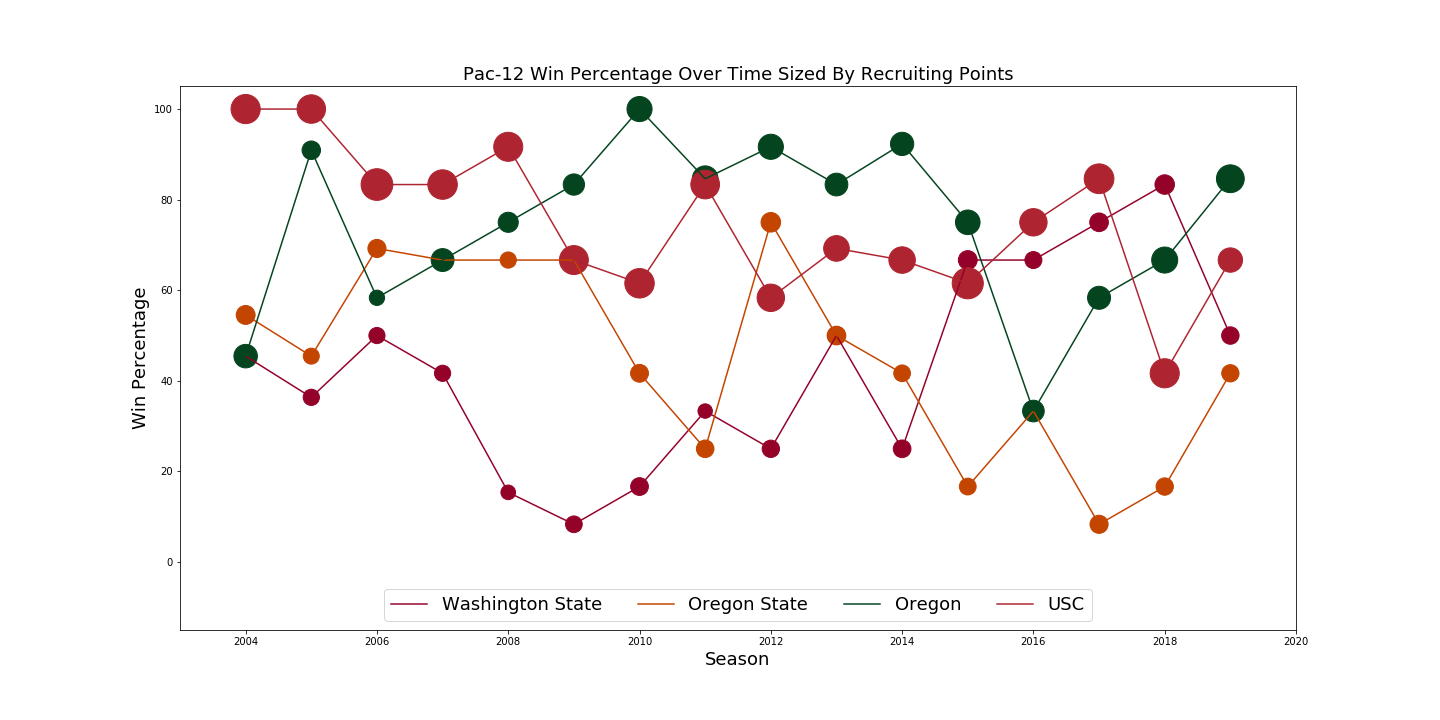 Pac-12 Win Percentage Over Time Sized By Recruiting Points
100
80
60
40
20
0
Win Percentage
Washington State Oregon State Oregon USC
2004 2006 2008 2010 2012 2014 2016 2018 2020
Season